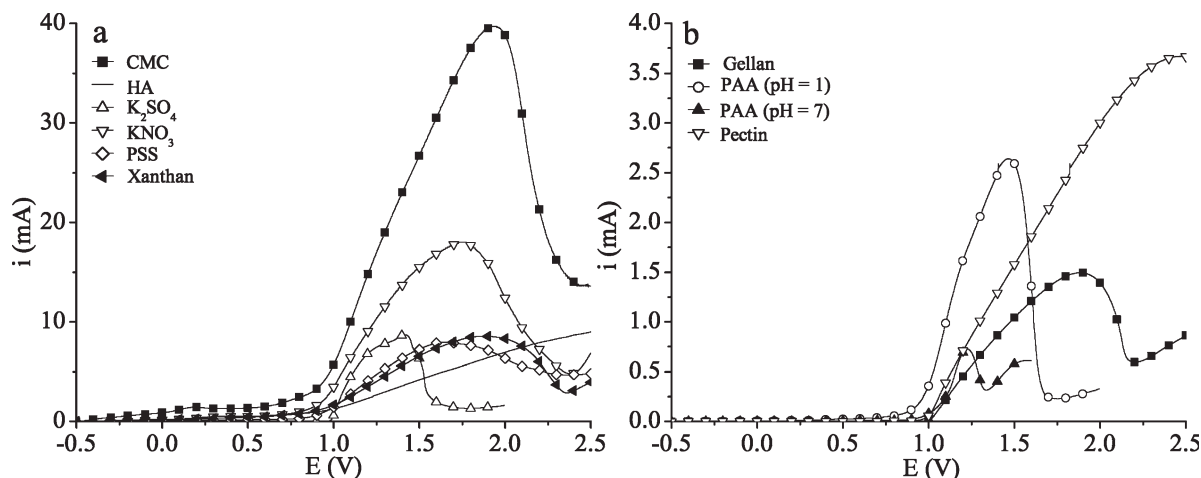 a
CMC
HA
K₂SO₄
KNO₃
PSS
Xanthan
i (mA)
40
30
20
10
0
-0.5 0.0 0.5 1.0 1.5 2.0 2.5
E (V)
b
Gellan
PAA (pH = 1)
PAA (pH = 7)
Pectin
i (mA)
4.0
3.5
3.0
2.5
2.0
1.5
1.0
0.5
0.0
-0.5 0.0 0.5 1.0 1.5 2.0 2.5
E (V)